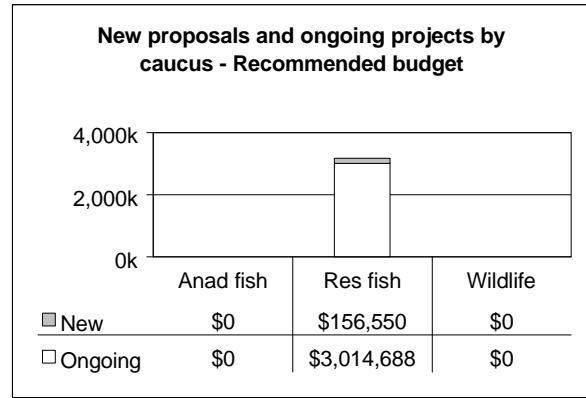 New proposals and ongoing projects by
caucus - Recommended budget
4,000k
2,000k
0k
Anad fish Res fish Wildlife
New $0 $156,550 $0
Ongoing $0 $3,014,688 $0